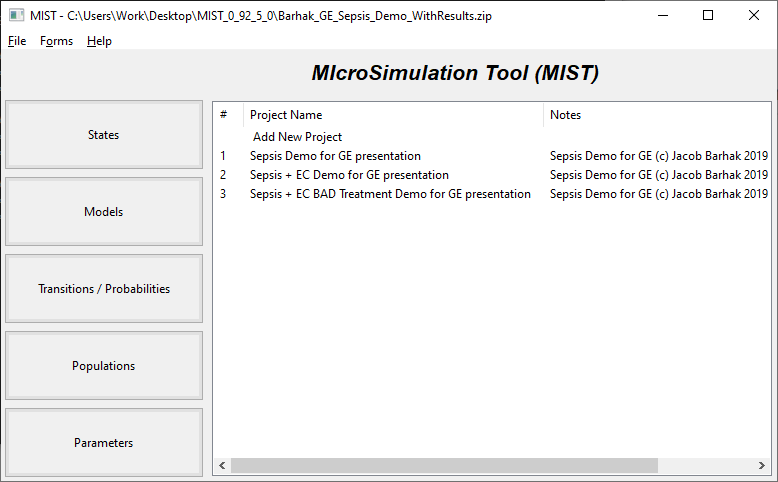 MIST - C:\Users\Work\Desktop\MIST_0_92_5_0\Barhak_GE_Sepsis_Demo_WithResults.zip
File Forms Help
MIcroSimulation Tool (MIST)
States
Models
Transitions / Probabilities
Populations
Parameters
# Project Name Notes
Add New Project
1 Sepsis Demo for GE presentation Sepsis Demo for GE (c) Jacob Barhak 2019
2 Sepsis + EC Demo for GE presentation Sepsis Demo for GE (c) Jacob Barhak 2019
3 Sepsis + EC BAD Treatment Demo for GE presentation Sepsis Demo for GE (c) Jacob Barhak 2019